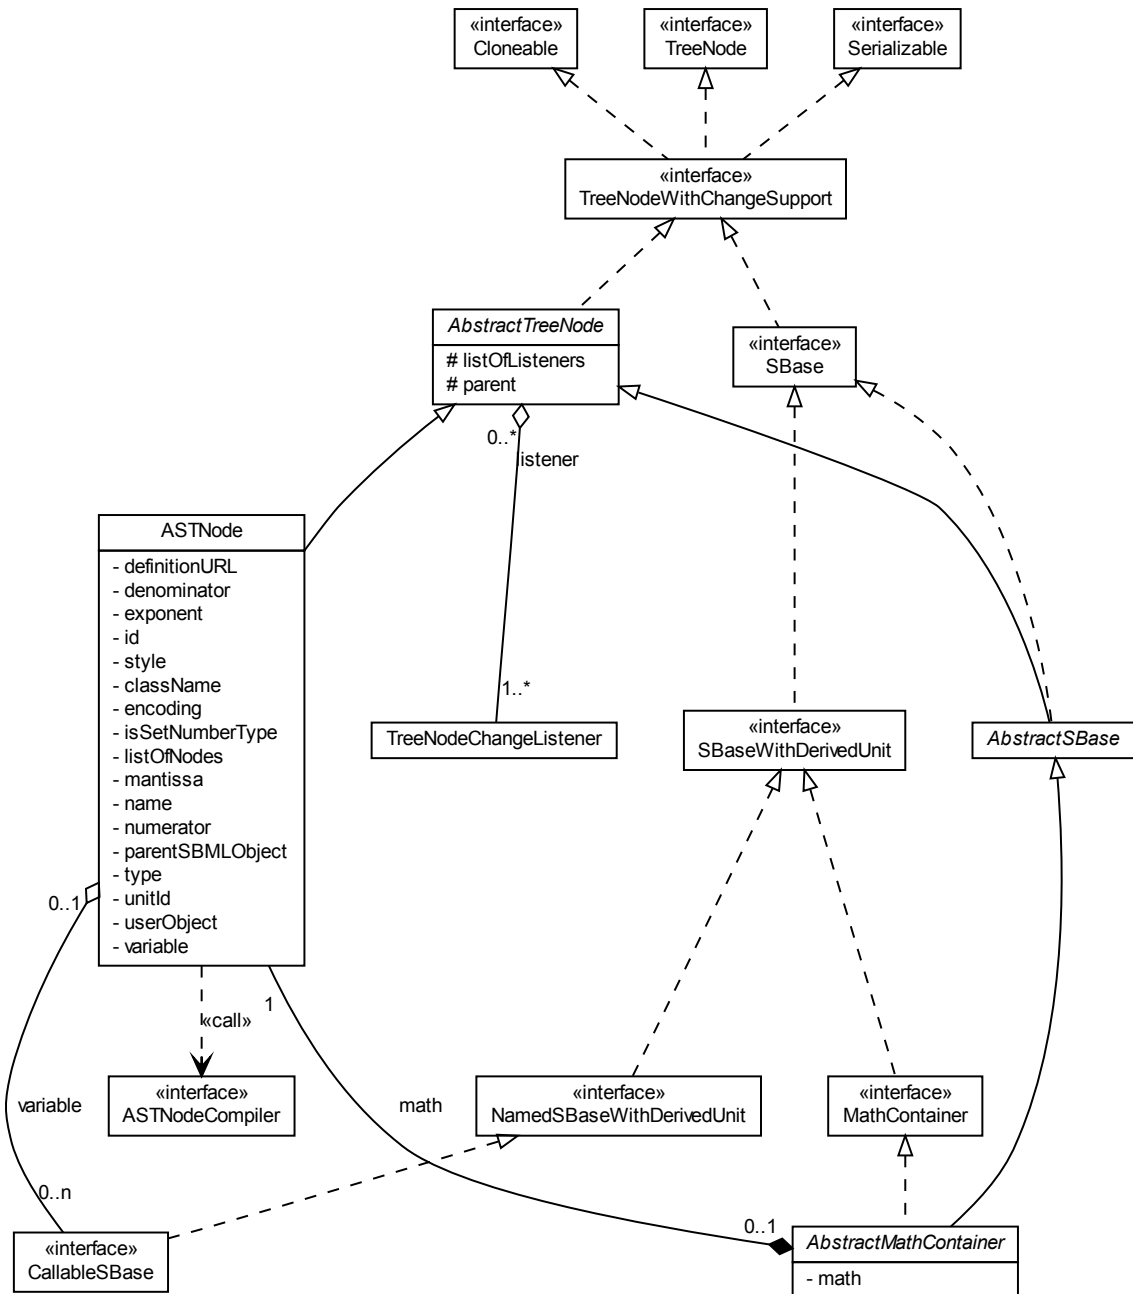 «interface»
Cloneable
«interface»
TreeNode
«interface»
Serializable
«interface»
TreeNodeWithChangeSupport
AbstractTreeNode
# listOfListeners
# parent
«interface»
SBase
0..*
listener
ASTNode
- definitionURL
- denominator
- exponent
- id
- style
- className
- encoding
- isSetNumberType
- listOfNodes
- mantissa
- name
- numerator
- parentSBMLObject
- type
- unitId
- userObject
- variable
1..*
TreeNodeChangeListener
«interface»
SBaseWithDerivedUnit
AbstractSBase
0..1
1
«call»
«interface»
ASTNodeCompiler
variable
math
«interface»
NamedSBaseWithDerivedUnit
«interface»
MathContainer
0..n
«interface»
CallableSBase
0..1
AbstractMathContainer
- math